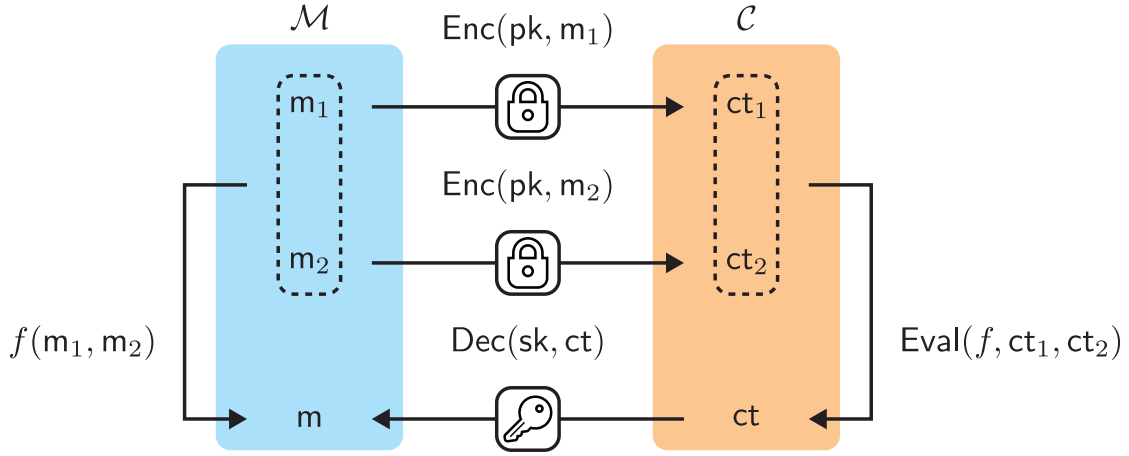 ℳ 𝒞
Enc(pk, m₁)
m₁ ct₁
Enc(pk, m₂)
m₂ ct₂
f(m₁, m₂) Dec(sk, ct) Eval(f, ct₁, ct₂)
m ct